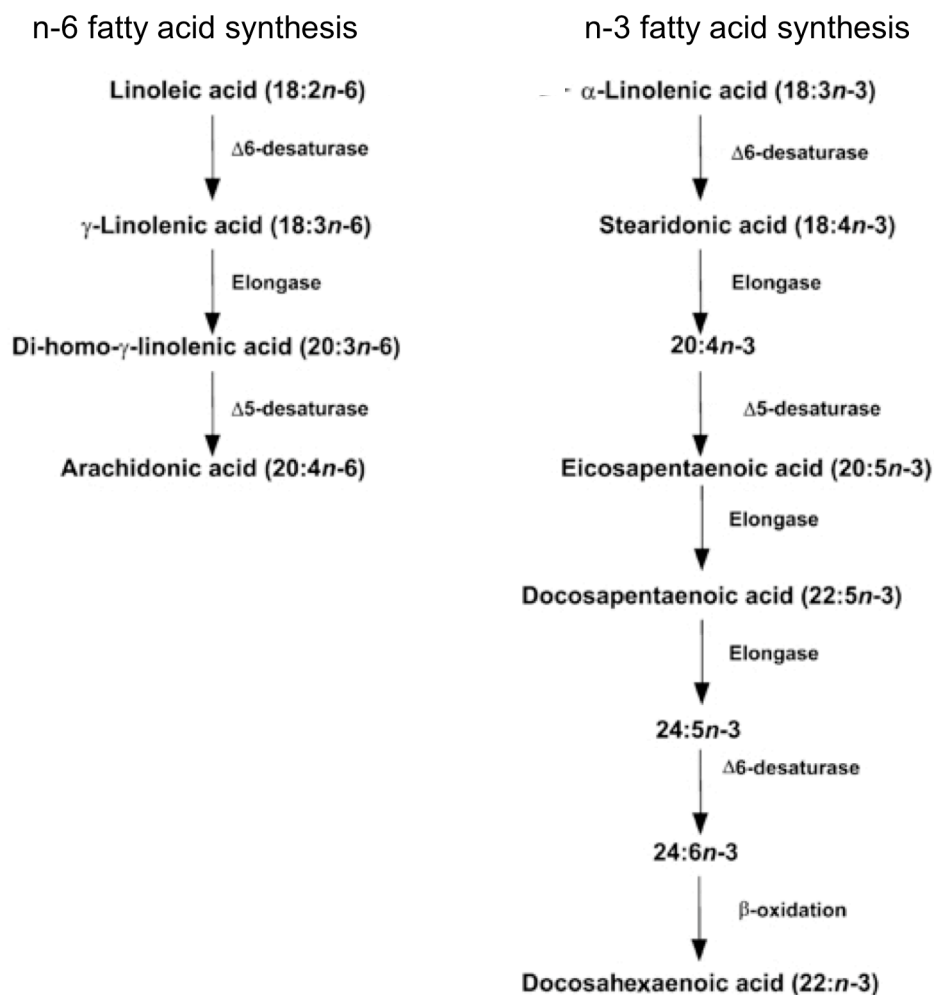 n-6 fatty acid synthesis
Linoleic acid (18:2n-6)
Δ6-desaturase
γ-Linolenic acid (18:3n-6)
Elongase
Di-homo-γ-linolenic acid (20:3n-6)
Δ5-desaturase
Arachidonic acid (20:4n-6)
n-3 fatty acid synthesis
α-Linolenic acid (18:3n-3)
Δ6-desaturase
Stearidonic acid (18:4n-3)
Elongase
20:4n-3
Δ5-desaturase
Eicosapentaenoic acid (20:5n-3)
Elongase
Docosapentaenoic acid (22:5n-3)
Elongase
24:5n-3
Δ6-desaturase
24:6n-3
β-oxidation
Docosahexaenoic acid (22:n-3)